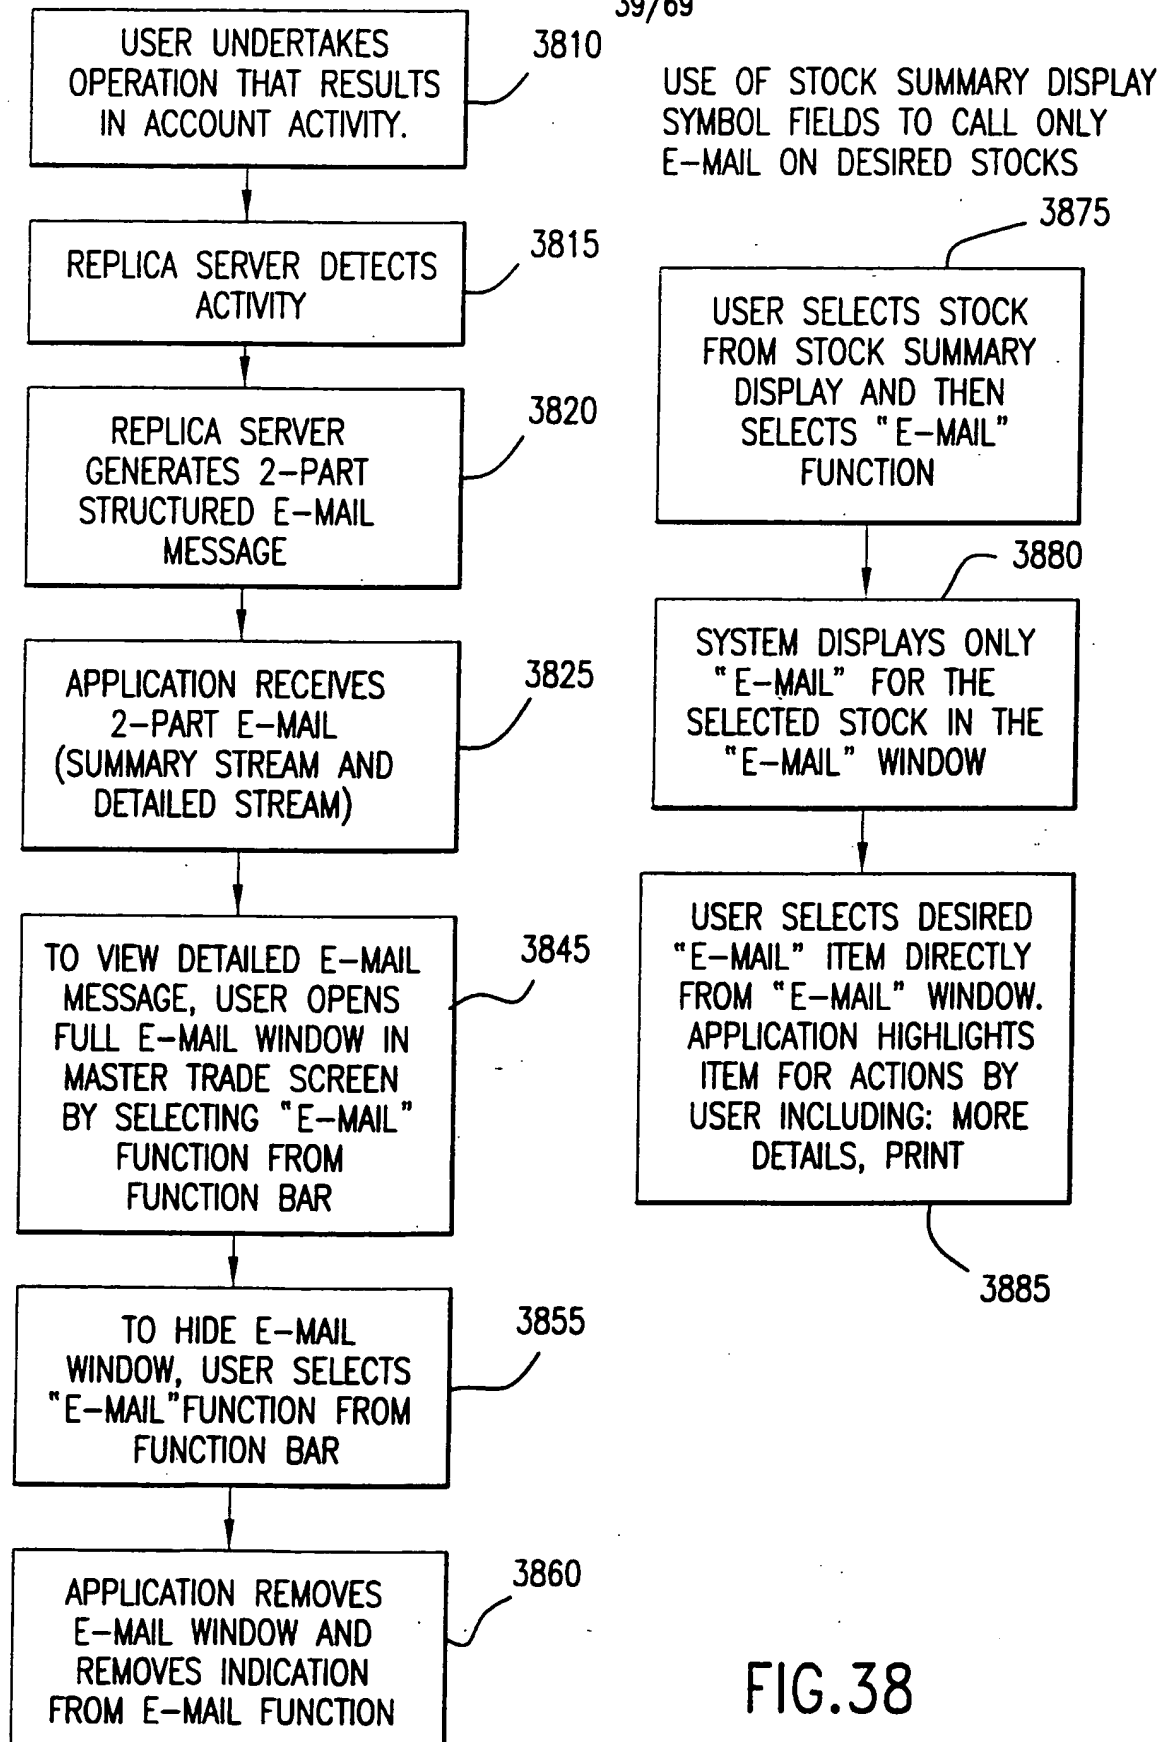 39/69
USER UNDERTAKES
OPERATION THAT RESULTS
IN ACCOUNT ACTIVITY.
3810
REPLICA SERVER DETECTS
ACTIVITY
3815
REPLICA SERVER
GENERATES 2-PART
STRUCTURED E-MAIL
MESSAGE
3820
APPLICATION RECEIVES
2-PART E-MAIL
(SUMMARY STREAM AND
DETAILED STREAM)
3825
TO VIEW DETAILED E-MAIL
MESSAGE, USER OPENS
FULL E-MAIL WINDOW IN
MASTER TRADE SCREEN
BY SELECTING "E-MAIL"
FUNCTION FROM
FUNCTION BAR
3845
TO HIDE E-MAIL
WINDOW, USER SELECTS
"E-MAIL"FUNCTION FROM
FUNCTION BAR
3855
APPLICATION REMOVES
E-MAIL WINDOW AND
REMOVES INDICATION
FROM E-MAIL FUNCTION
3860
USE OF STOCK SUMMARY DISPLAY
SYMBOL FIELDS TO CALL ONLY
E-MAIL ON DESIRED STOCKS
3875
USER SELECTS STOCK
FROM STOCK SUMMARY
DISPLAY AND THEN
SELECTS "E-MAIL"
FUNCTION
3880
SYSTEM DISPLAYS ONLY
"E-MAIL" FOR THE
SELECTED STOCK IN THE
"E-MAIL" WINDOW
USER SELECTS DESIRED
"E-MAIL" ITEM DIRECTLY
FROM "E-MAIL" WINDOW.
APPLICATION HIGHLIGHTS
ITEM FOR ACTIONS BY
USER INCLUDING: MORE
DETAILS, PRINT
3885
FIG.38